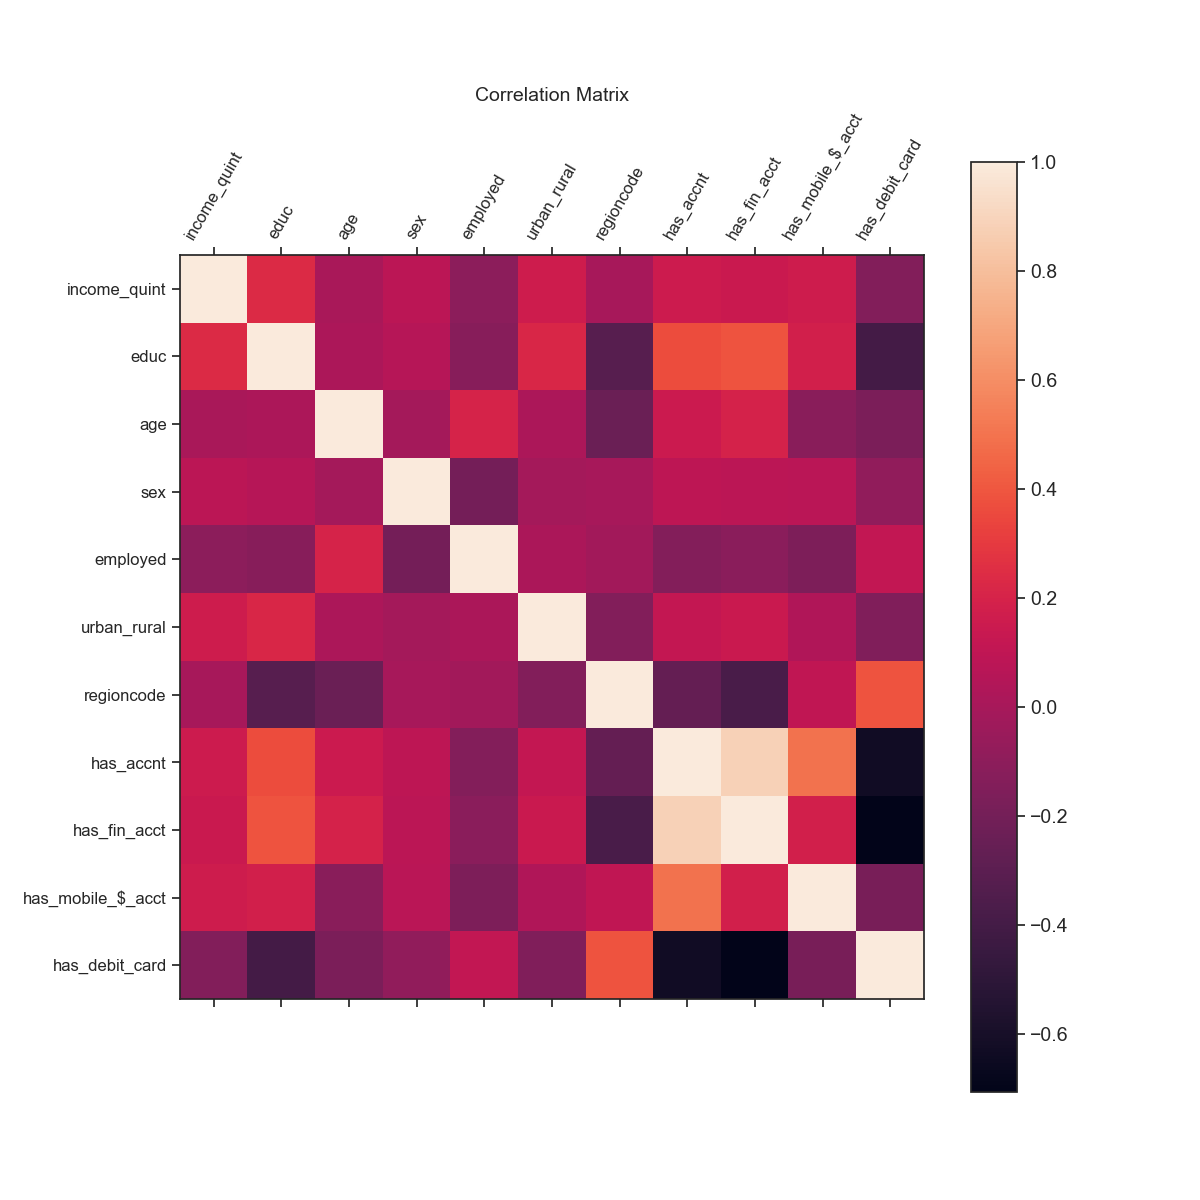 Correlation Matrix
income_quint
educ
age
sex
employed
urban_rural
regioncode
has_accnt
has_fin_acct
has_mobile_$_acct
has_debit_card
income_quint
educ
age
sex
employed
urban_rural
regioncode
has_accnt
has_fin_acct
has_mobile_$_acct
has_debit_card
1.0
0.8
0.6
0.4
0.2
0.0
−0.2
−0.4
−0.6